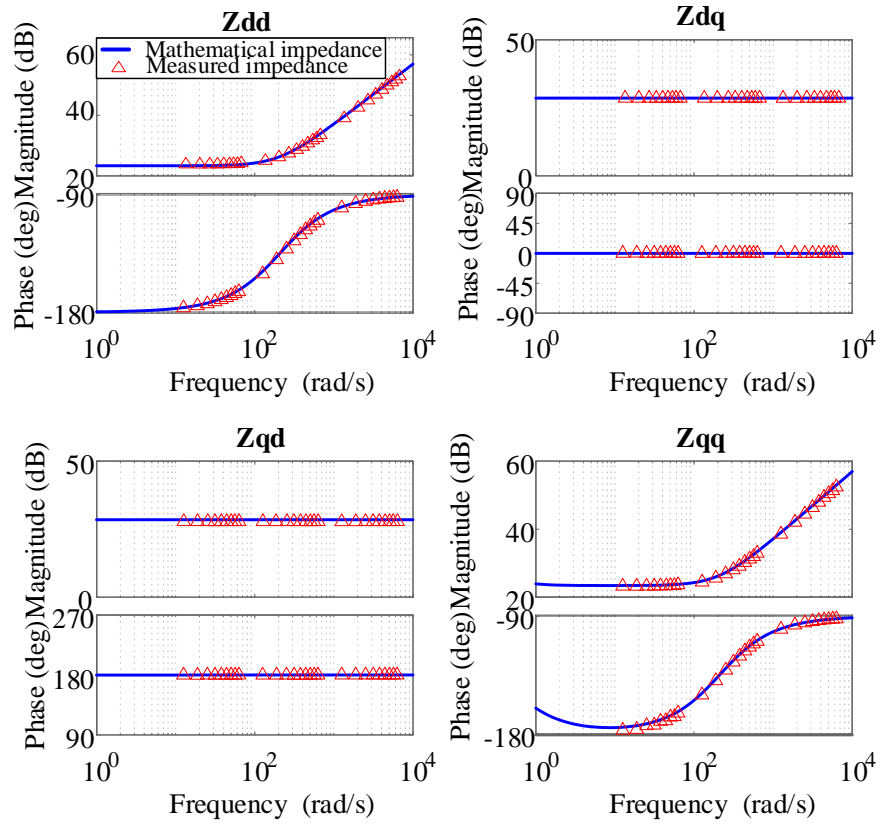 Zdd
Magnitude (dB)
60
40
20
Mathematical impedance
Measured impedance
Phase (deg)
-90
-180
10^0
10^2
10^4
Frequency (rad/s)
Zdq
Magnitude (dB)
50
0
Phase (deg)
90
45
0
-45
-90
10^0
10^2
10^4
Frequency (rad/s)
Zqd
Magnitude (dB)
50
0
Phase (deg)
270
180
90
10^0
10^2
10^4
Frequency (rad/s)
Zqq
Magnitude (dB)
60
40
20
Phase (deg)
-90
-180
10^0
10^2
10^4
Frequency (rad/s)